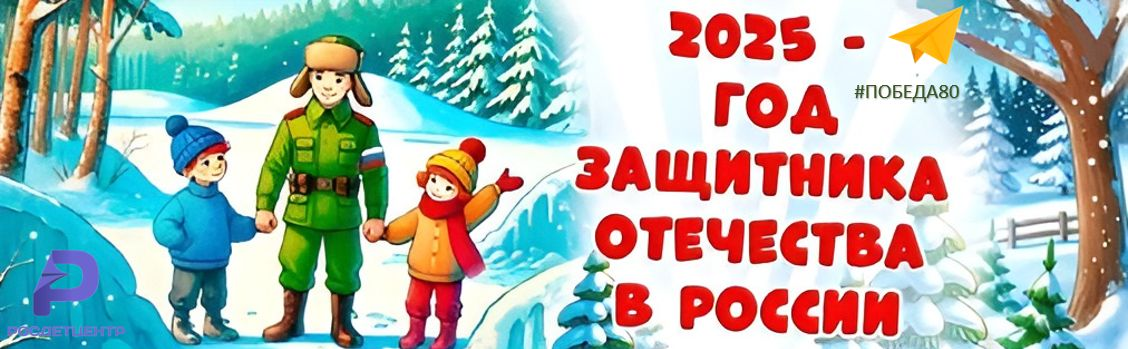 2025 -
#ПОБЕДА80
ГОД
ЗАЩИТНИКА
ОТЕЧЕСТВА
В РОССИИ
РОСДЕТЦЕНТР